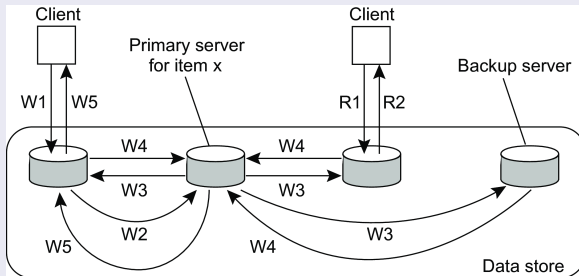 Client
Client
Primary server
for item x
Backup server
W1
W5
R1
R2
W4
W4
W3
W3
W2
W3
W5
W4
Data store